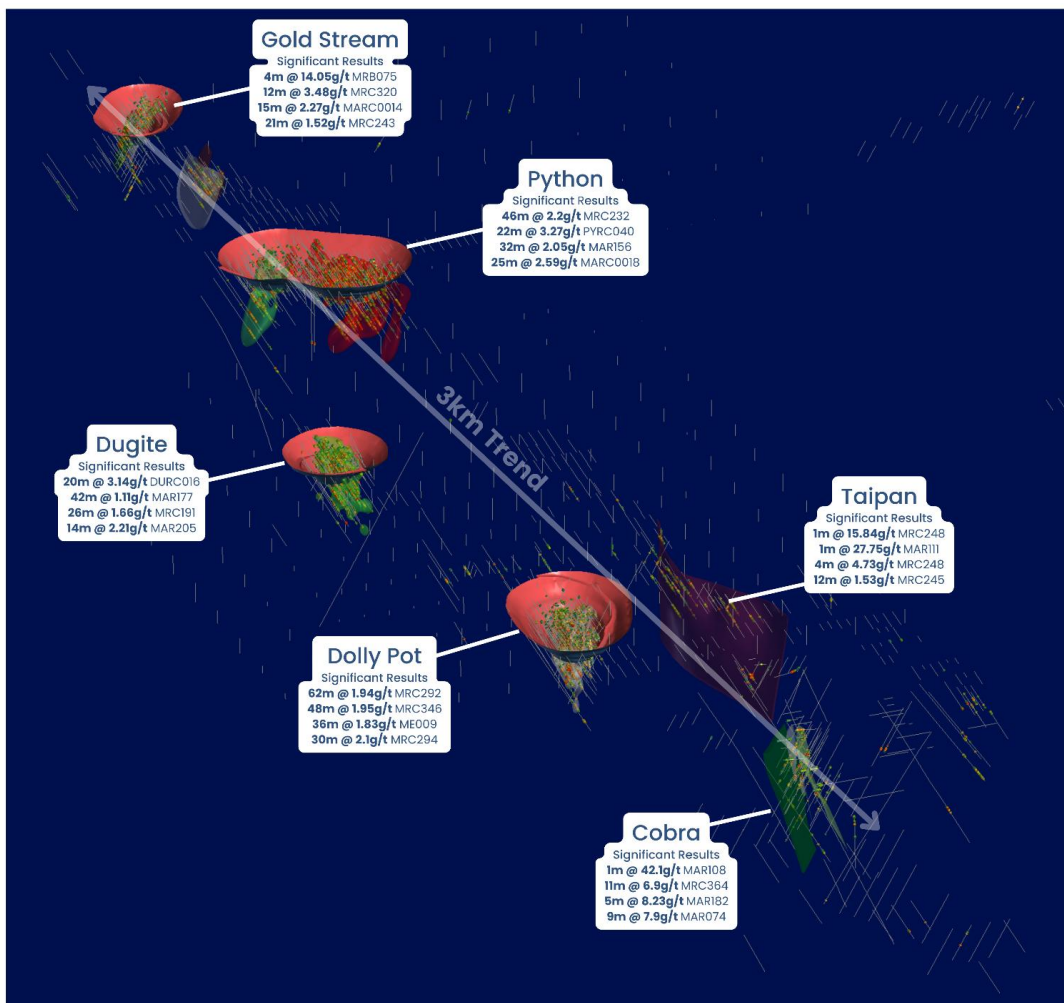 Gold Stream
Significant Results
4m @ 14.05g/t MRB075
12m @ 3.48g/t MRC320
15m @ 2.27g/t MARC0014
21m @ 1.52g/t MRC243
Python
Significant Results
46m @ 2.2g/t MRC232
22m @ 3.27g/t PYRC040
32m @ 2.05g/t MAR156
25m @ 2.59g/t MARC0018
3km Trend
Dugite
Significant Results
20m @ 3.14g/t DURC016
42m @ 1.11g/t MAR177
26m @ 1.66g/t MRC191
14m @ 2.21g/t MAR205
Taipan
Significant Results
1m @ 15.84g/t MRC248
1m @ 27.75g/t MAR111
4m @ 4.73g/t MRC248
12m @ 1.53g/t MRC245
Dolly Pot
Significant Results
62m @ 1.94g/t MRC292
48m @ 1.95g/t MRC346
36m @ 1.83g/t ME009
30m @ 2.1g/t MRC294
Cobra
Significant Results
1m @ 42.1g/t MAR108
11m @ 6.9g/t MRC364
5m @ 8.23g/t MAR182
9m @ 7.9g/t MAR074